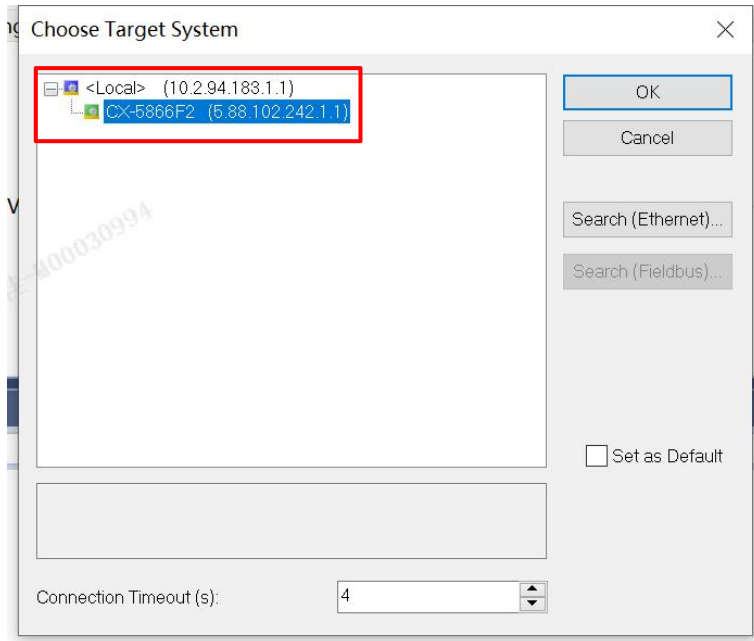 Choose Target System
<Local> (10.2.94.183.1.1)
CX-5866F2 (5.88.102.242.1.1)
OK
Cancel
Search (Ethernet)...
Search (Fieldbus)...
Set as Default
Connection Timeout (s):
4